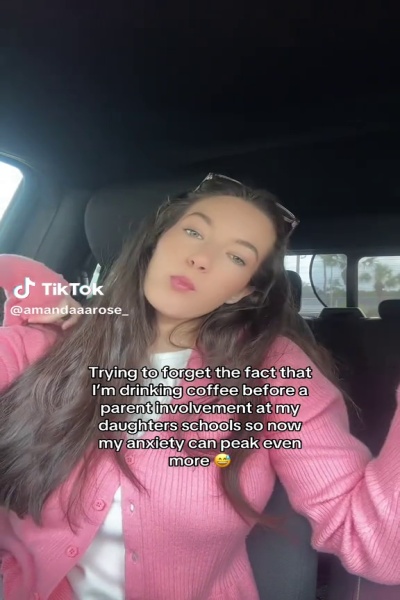 TikTok
@amandaaarose_
Trying to forget the fact that
I'm drinking coffee before a
parent involvement at my
daughters schools so now
my anxiety can peak even
more 😅